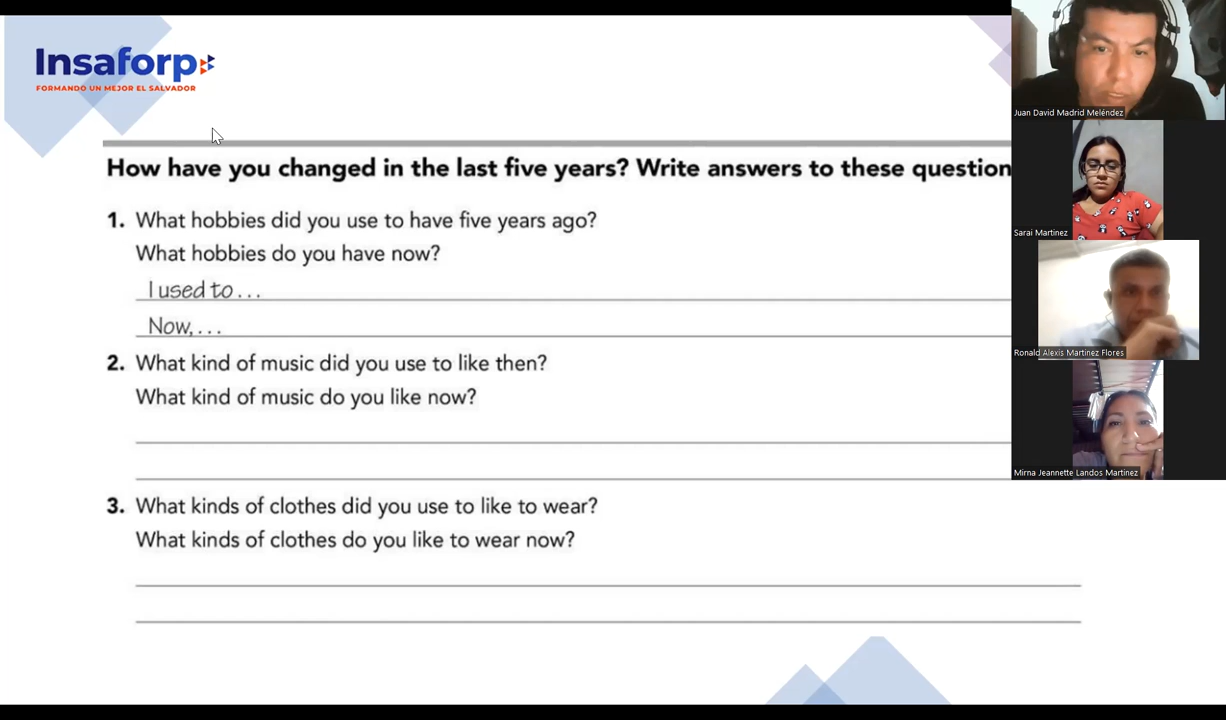 Insaforp
FORMANDO UN MEJOR EL SALVADOR
How have you changed in the last five years? Write answers to these question
1. What hobbies did you use to have five years ago?
What hobbies do you have now?
I used to...
Now,...
2. What kind of music did you use to like then?
What kind of music do you like now?
3. What kinds of clothes did you use to like to wear?
What kinds of clothes do you like to wear now?
Juan David Madrid Meléndez
Sarai Martinez
Ronald Alexis Martinez Flores
Mirna Jeannette Landos Martinez